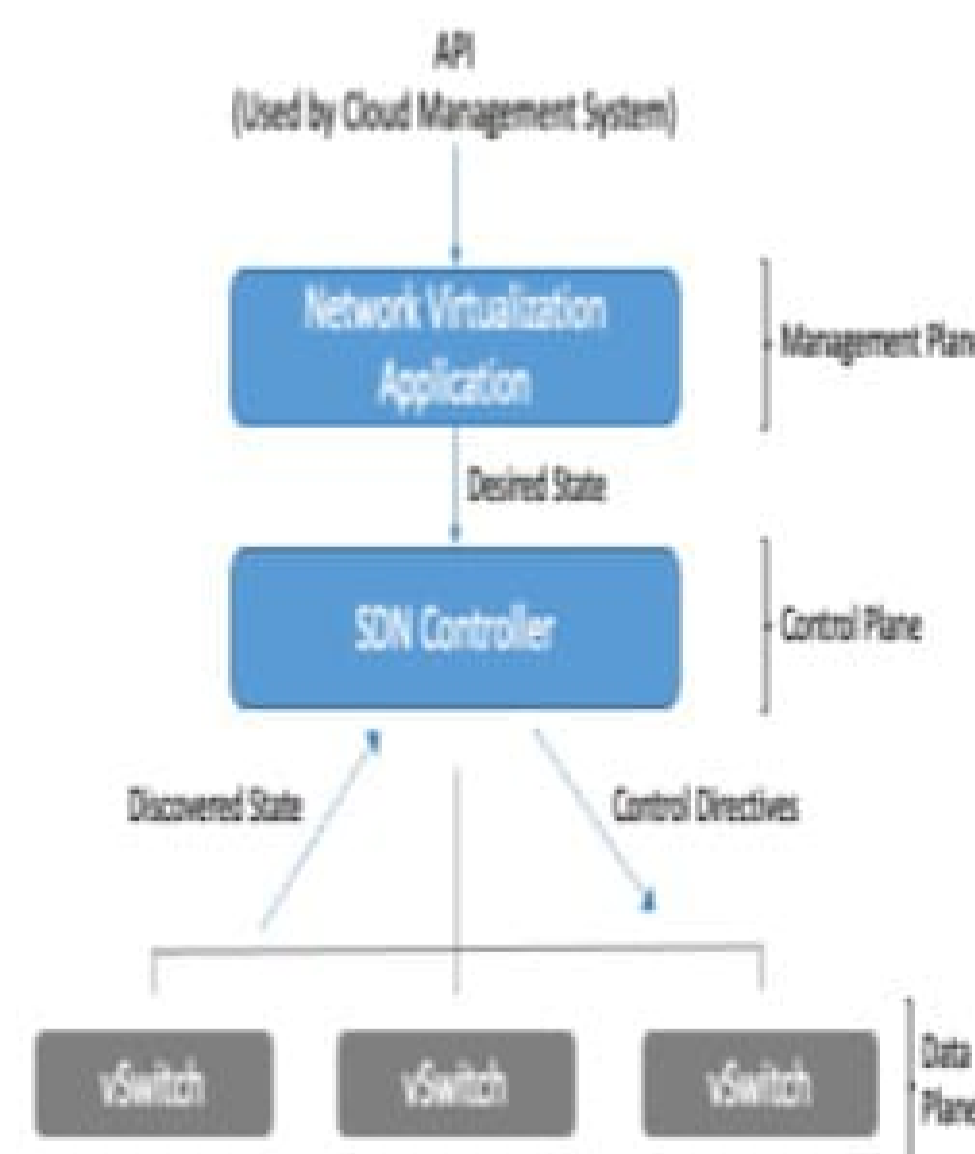 API
(Used by Cloud Management System)
Network Virtualization
Application
Management Plane
Desired State
SDN Controller
Control Plane
Discovered State
Control Directives
vSwitch
vSwitch
vSwitch
Data
Plane